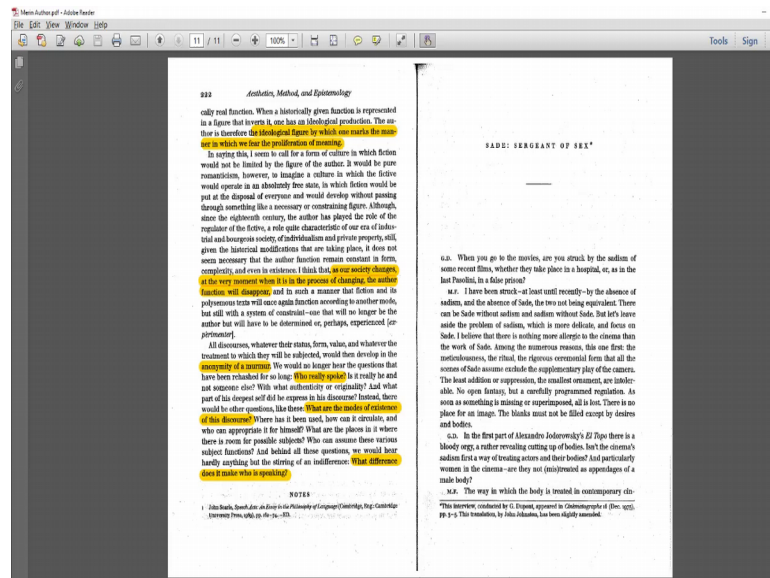 Merin Author.pdf - Adobe Reader
File Edit View Window Help
11 / 11
100%
Tools Sign
222 Aesthetics, Method, and Epistemology
cally real function. When a historically given function is represented
in a figure that inverts it, one has an ideological production. The au-
thor is therefore the ideological figure by which one marks the man-
ner in which we fear the proliferation of meaning.
In saying this, I seem to call for a form of culture in which fiction
would not be limited by the figure of the author. It would be pure
romanticism, however, to imagine a culture in which the fictive
would operate in an absolutely free state, in which fiction would be
put at the disposal of everyone and would develop without passing
through something like a necessary or constraining figure. Although,
since the eighteenth century, the author has played the role of the
regulator of the fictive, a role quite characteristic of our era of indus-
trial and bourgeois society, of individualism and private property, still,
given the historical modifications that are taking place, it does not
seem necessary that the author function remain constant in form,
complexity, and even in existence. I think that, as our society changes,
at the very moment when it is in the process of changing, the author
function will disappear, and in such a manner that fiction and its
polysemous texts will once again function according to another mode,
but still with a system of constraint–one that will no longer be the
author but will have to be determined or, perhaps, experienced [ex-
périmenter].
All discourses, whatever their status, form, value, and whatever the
treatment to which they will be subjected, would then develop in the
anonymity of a murmur. We would no longer hear the questions that
have been rehashed for so long: Who really spoke? Is it really he and
not someone else? With what authenticity or originality? And what
part of his deepest self did he express in his discourse? Instead, there
would be other questions, like these: What are the modes of existence
of this discourse? Where has it been used, how can it circulate, and
who can appropriate it for himself? What are the places in it where
there is room for possible subjects? Who can assume these various
subject functions? And behind all these questions, we would hear
hardly anything but the stirring of an indifference: What difference
does it make who is speaking?
NOTES
1 John Searle, Speech Acts: An Essay in the Philosophy of Language (Cambridge, Eng.: Cambridge
University Press, 1969), pp. 162–74. –ED.
SADE: SERGEANT OF SEX*
G.D. When you go to the movies, are you struck by the sadism of
some recent films, whether they take place in a hospital, or, as in the
last Pasolini, in a false prison?
M.F. I have been struck–at least until recently–by the absence of
sadism, and the absence of Sade, the two not being equivalent. There
can be Sade without sadism and sadism without Sade. But let's leave
aside the problem of sadism, which is more delicate, and focus on
Sade. I believe that there is nothing more allergic to the cinema than
the work of Sade. Among the numerous reasons, this one first: the
meticulousness, the ritual, the rigorous ceremonial form that all the
scenes of Sade assume exclude the supplementary play of the camera.
The least addition or suppression, the smallest ornament, are intoler-
able. No open fantasy, but a carefully programmed regulation. As
soon as something is missing or superimposed, all is lost. There is no
place for an image. The blanks must not be filled except by desires
and bodies.
G.D. In the first part of Alexandro Jodorowsky's El Topo there is a
bloody orgy, a rather revealing cutting up of bodies. Isn't the cinema's
sadism first a way of treating actors and their bodies? And particularly
women in the cinema–are they not (mis)treated as appendages of a
male body?
M.F. The way in which the body is treated in contemporary cin-
*This interview, conducted by G. Dupont, appeared in Cinématographe 16 (Dec. 1975),
pp. 3–5. This translation, by John Johnston, has been slightly amended.